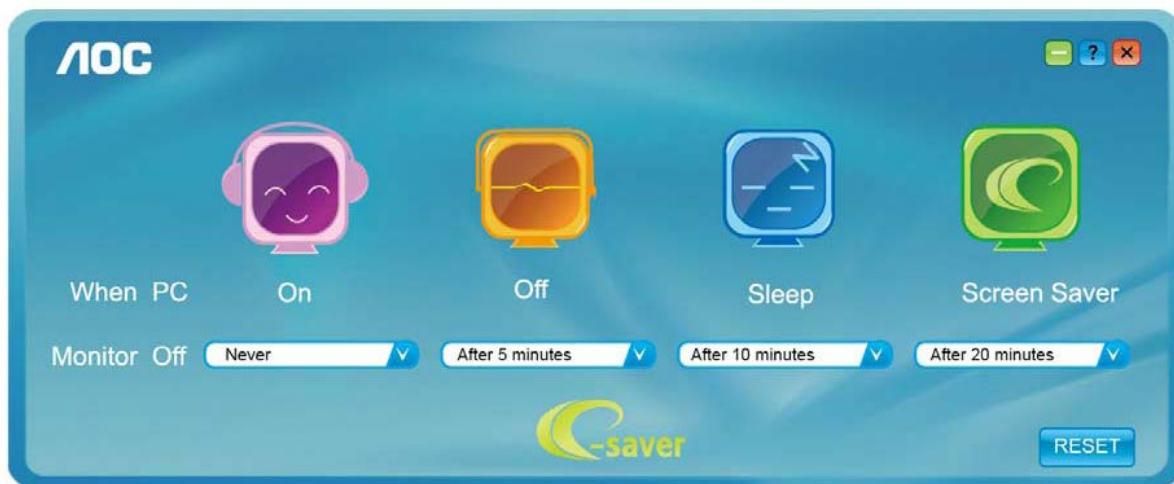 AOC
?
When PC On Off Sleep Screen Saver
Monitor Off Never After 5 minutes After 10 minutes After 20 minutes
e-saver
RESET